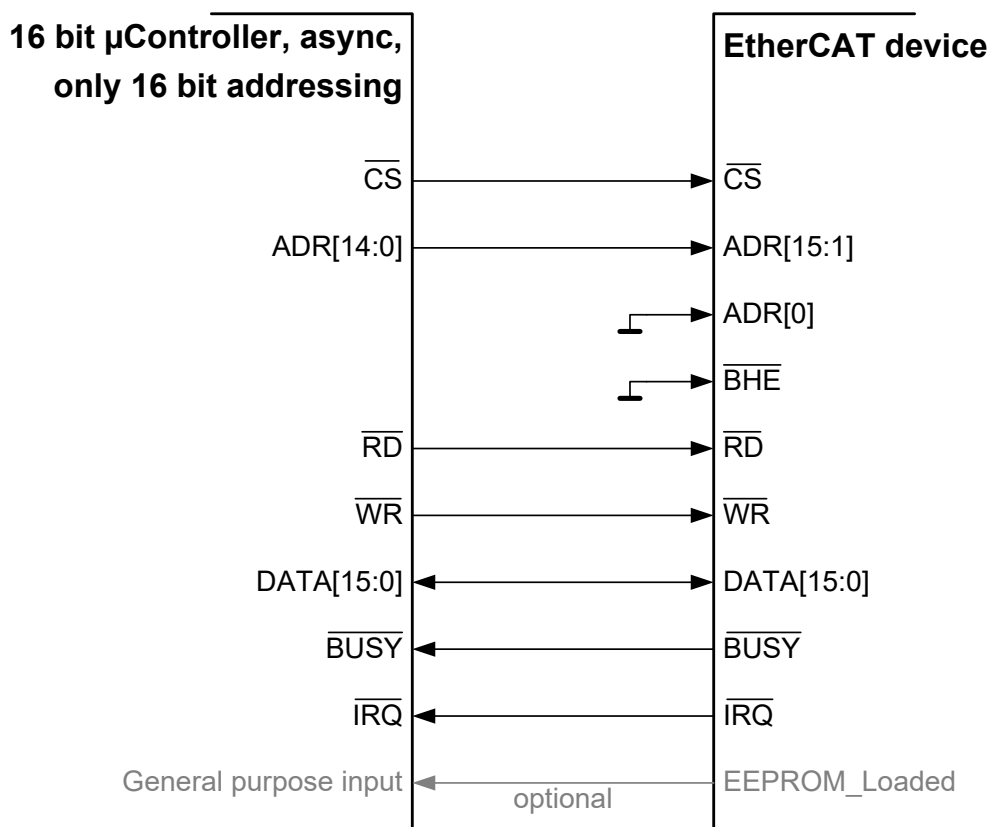 16 bit µController, async,
only 16 bit addressing
EtherCAT device
CS
CS
ADR[14:0]
ADR[15:1]
ADR[0]
BHE
RD
RD
WR
WR
DATA[15:0]
DATA[15:0]
BUSY
BUSY
IRQ
IRQ
General purpose input
optional
EEPROM_Loaded